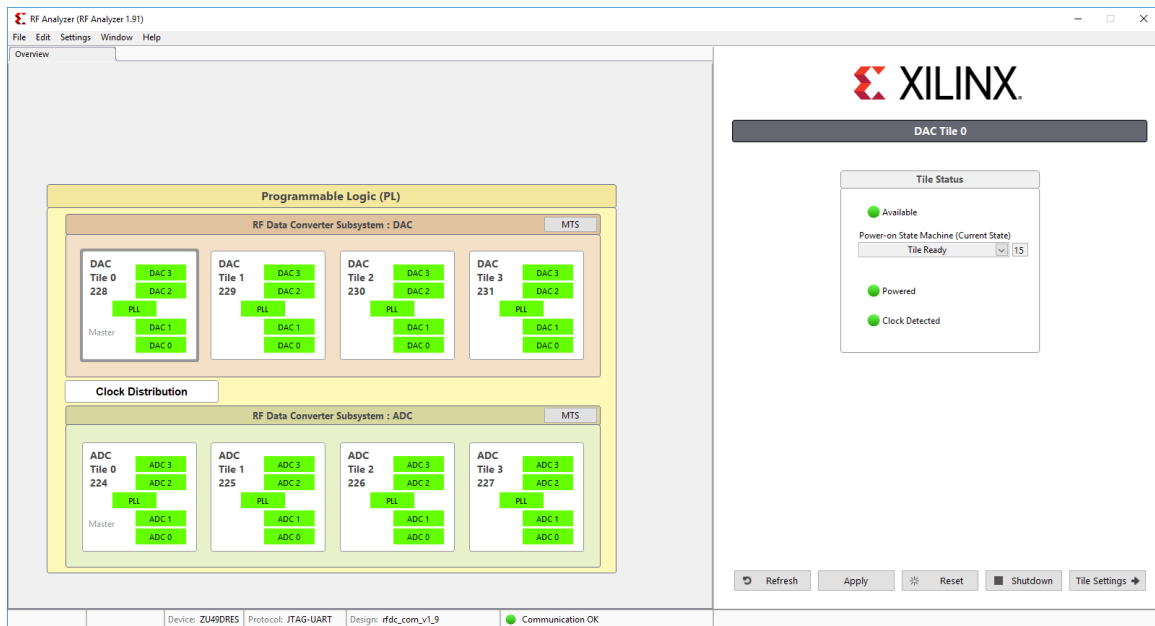 RF Analyzer (RF Analyzer 1.91)
File Edit Settings Window Help
Overview
XILINX.
DAC Tile 0
Tile Status
Available
Power-on State Machine (Current State)
Tile Ready 15
Powered
Clock Detected
Programmable Logic (PL)
RF Data Converter Subsystem : DAC MTS
DAC Tile 0 228 Master DAC 3 DAC 2 PLL DAC 1 DAC 0
DAC Tile 1 229 DAC 3 DAC 2 PLL DAC 1 DAC 0
DAC Tile 2 230 DAC 3 DAC 2 PLL DAC 1 DAC 0
DAC Tile 3 231 DAC 3 DAC 2 PLL DAC 1 DAC 0
Clock Distribution
RF Data Converter Subsystem : ADC MTS
ADC Tile 0 224 Master ADC 3 ADC 2 PLL ADC 1 ADC 0
ADC Tile 1 225 ADC 3 ADC 2 PLL ADC 1 ADC 0
ADC Tile 2 226 ADC 3 ADC 2 PLL ADC 1 ADC 0
ADC Tile 3 227 ADC 3 ADC 2 PLL ADC 1 ADC 0
Refresh Apply Reset Shutdown Tile Settings
Device: ZU49DRES Protocol: JTAG-UART Design: rfdc_com_v1_9 Communication OK